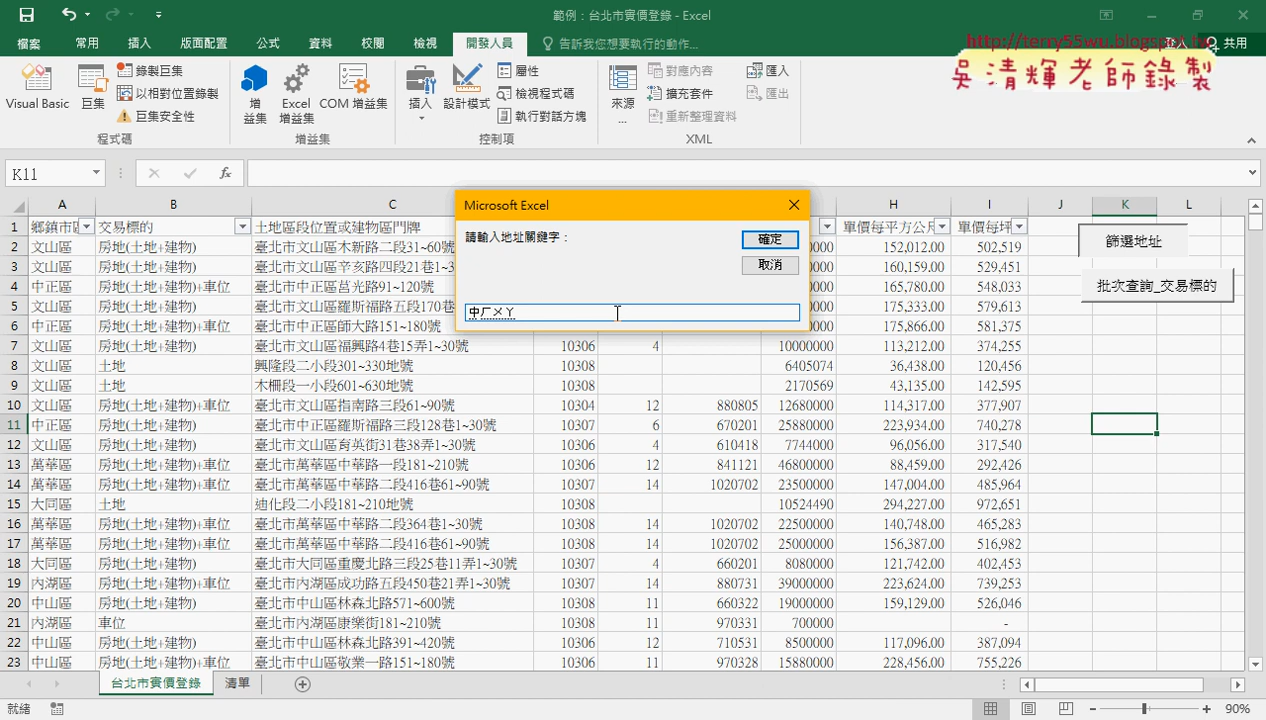 範例：台北市實價登錄 - Excel
http://terry55wu.blogspot.tw
吳清輝老師錄製
檔案 常用 插入 版面配置 公式 資料 校閱 檢視 開發人員 告訴我您想要執行的動作... 登入 共用
Visual Basic 巨集 錄製巨集 以相對位置錄製 巨集安全性 程式碼
增益集 Excel 增益集 COM 增益集 增益集
插入 設計模式 屬性 檢視程式碼 執行對話方塊 控制項
來源 ... 對應內容 擴充套件 重新整理資料 匯入 匯出 XML
K11 fx
A B C H I J K L
1 鄉鎮市區 交易標的 土地區段位置或建物區門牌 單價每平方公尺 單價每坪
2 文山區 房地(土地+建物) 臺北市文山區木新路二段31~60號 152,012.00 502,519
3 文山區 房地(土地+建物) 臺北市文山區辛亥路四段21巷1~3 160,159.00 529,451
4 中正區 房地(土地+建物)+車位 臺北市中正區莒光路91~120號 165,780.00 548,033
5 文山區 房地(土地+建物) 臺北市文山區羅斯福路五段170巷 175,333.00 579,613
6 中正區 房地(土地+建物)+車位 臺北市中正區師大路151~180號 175,866.00 581,375
7 文山區 房地(土地+建物) 臺北市文山區福興路4巷15弄1~30號 10306 4 10000000 113,212.00 374,255
8 文山區 土地 興隆段二小段301~330地號 10308 6405074 36,438.00 120,456
9 文山區 土地 木柵段一小段601~630地號 10308 2170569 43,135.00 142,595
10 文山區 房地(土地+建物)+車位 臺北市文山區指南路三段61~90號 10304 12 880805 12680000 114,317.00 377,907
11 中正區 房地(土地+建物)+車位 臺北市中正區羅斯福路三段128巷1~30號 10307 6 670201 25880000 223,934.00 740,278
12 文山區 房地(土地+建物) 臺北市文山區育英街31巷38弄1~30號 10306 4 610418 7744000 96,056.00 317,540
13 萬華區 房地(土地+建物)+車位 臺北市萬華區中華路一段181~210號 10306 12 841121 46800000 88,459.00 292,426
14 萬華區 房地(土地+建物)+車位 臺北市萬華區中華路二段416巷61~90號 10307 14 1020702 23500000 147,004.00 485,964
15 大同區 土地 迪化段二小段181~210地號 10308 10524490 294,227.00 972,651
16 萬華區 房地(土地+建物)+車位 臺北市萬華區中華路二段364巷1~30號 10308 14 1020702 22500000 140,748.00 465,283
17 萬華區 房地(土地+建物)+車位 臺北市萬華區中華路二段416巷61~90號 10308 14 1020702 25000000 156,387.00 516,982
18 大同區 房地(土地+建物) 臺北市大同區重慶北路三段25巷11弄1~30號 10308 4 660201 8080000 121,742.00 402,453
19 內湖區 房地(土地+建物)+車位 臺北市內湖區成功路五段450巷21弄1~30號 10307 14 880731 39000000 223,624.00 739,253
20 中山區 房地(土地+建物) 臺北市中山區林森北路571~600號 10308 11 660322 19000000 159,129.00 526,046
21 內湖區 車位 臺北市內湖區康樂街181~210號 10308 11 970331 700000 -
22 中山區 房地(土地+建物) 臺北市中山區林森北路391~420號 10306 12 710531 8500000 117,096.00 387,094
23 中山區 房地(土地+建物)+車位 臺北市中山區敬業一路151~180號 10306 11 970328 15880000 228,456.00 755,226
篩選地址
批次查詢_交易標的
Microsoft Excel
請輸入地址關鍵字：
確定
取消
中ㄏㄨㄚ
台北市實價登錄 清單
就緒 90%